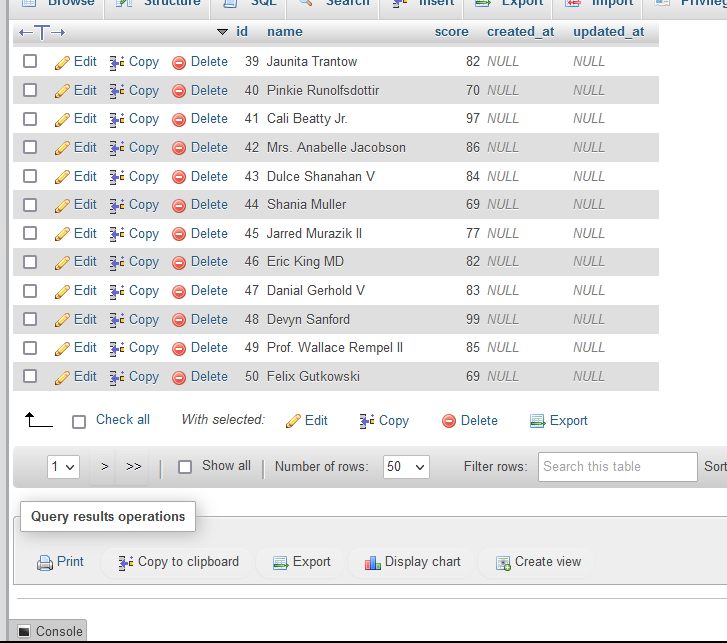 Browse Structure SQL Search Insert Export Import
id name score created_at updated_at
Edit Copy Delete 39 Jaunita Trantow 82 NULL NULL
Edit Copy Delete 40 Pinkie Runolfsdottir 70 NULL NULL
Edit Copy Delete 41 Cali Beatty Jr. 97 NULL NULL
Edit Copy Delete 42 Mrs. Anabelle Jacobson 86 NULL NULL
Edit Copy Delete 43 Dulce Shanahan V 84 NULL NULL
Edit Copy Delete 44 Shania Muller 69 NULL NULL
Edit Copy Delete 45 Jarred Murazik II 77 NULL NULL
Edit Copy Delete 46 Eric King MD 82 NULL NULL
Edit Copy Delete 47 Danial Gerhold V 83 NULL NULL
Edit Copy Delete 48 Devyn Sanford 99 NULL NULL
Edit Copy Delete 49 Prof. Wallace Rempel II 85 NULL NULL
Edit Copy Delete 50 Felix Gutkowski 69 NULL NULL
Check all With selected: Edit Copy Delete Export
1 > >> Show all Number of rows: 50 Filter rows: Search this table Sort
Query results operations
Print Copy to clipboard Export Display chart Create view
Console